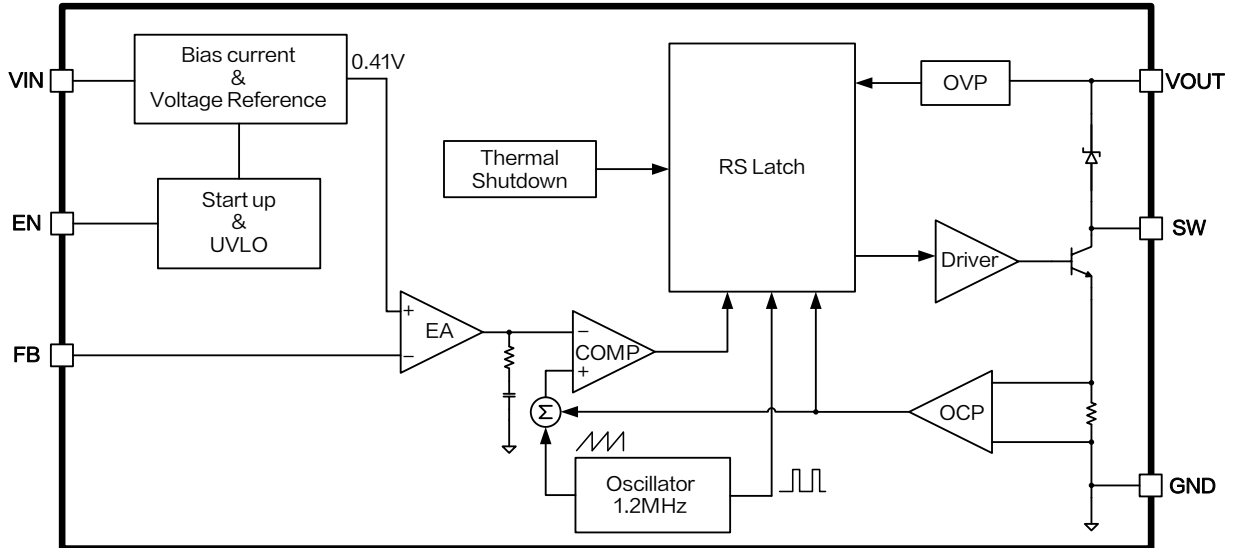 Bias current
&
Voltage Reference
0.41V
VIN
OVP
VOUT
Thermal
Shutdown
RS Latch
Start up
&
UVLO
EN
SW
Driver
+
EA
−
FB
−
COMP
+
Σ
OCP
Oscillator
1.2MHz
GND